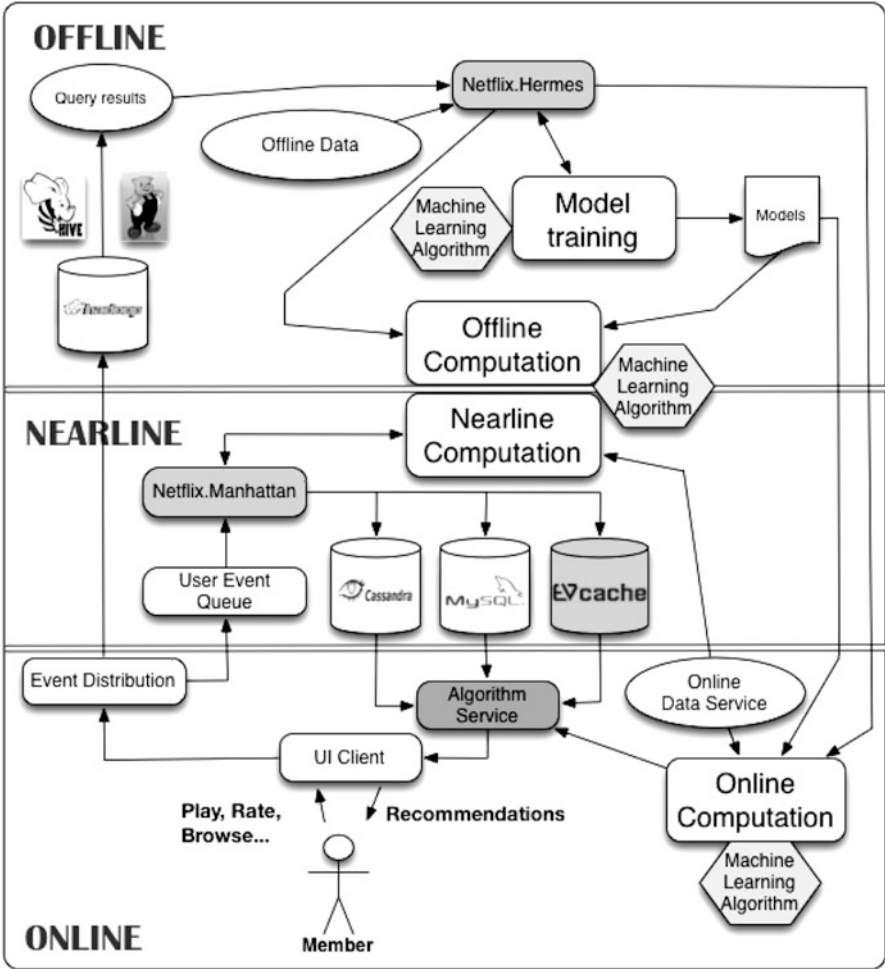 OFFLINE
Query results
Netflix.Hermes
Offline Data
HIVE
Machine
Learning
Algorithm
Model
training
Models
Offline
Computation
Machine
Learning
Algorithm
NEARLINE
Nearline
Computation
Netflix.Manhattan
User Event
Queue
Cassandra
MySQL.
EVcache
Event Distribution
Algorithm
Service
Online
Data Service
UI Client
Play, Rate,
Browse...
Recommendations
Online
Computation
Machine
Learning
Algorithm
Member
ONLINE